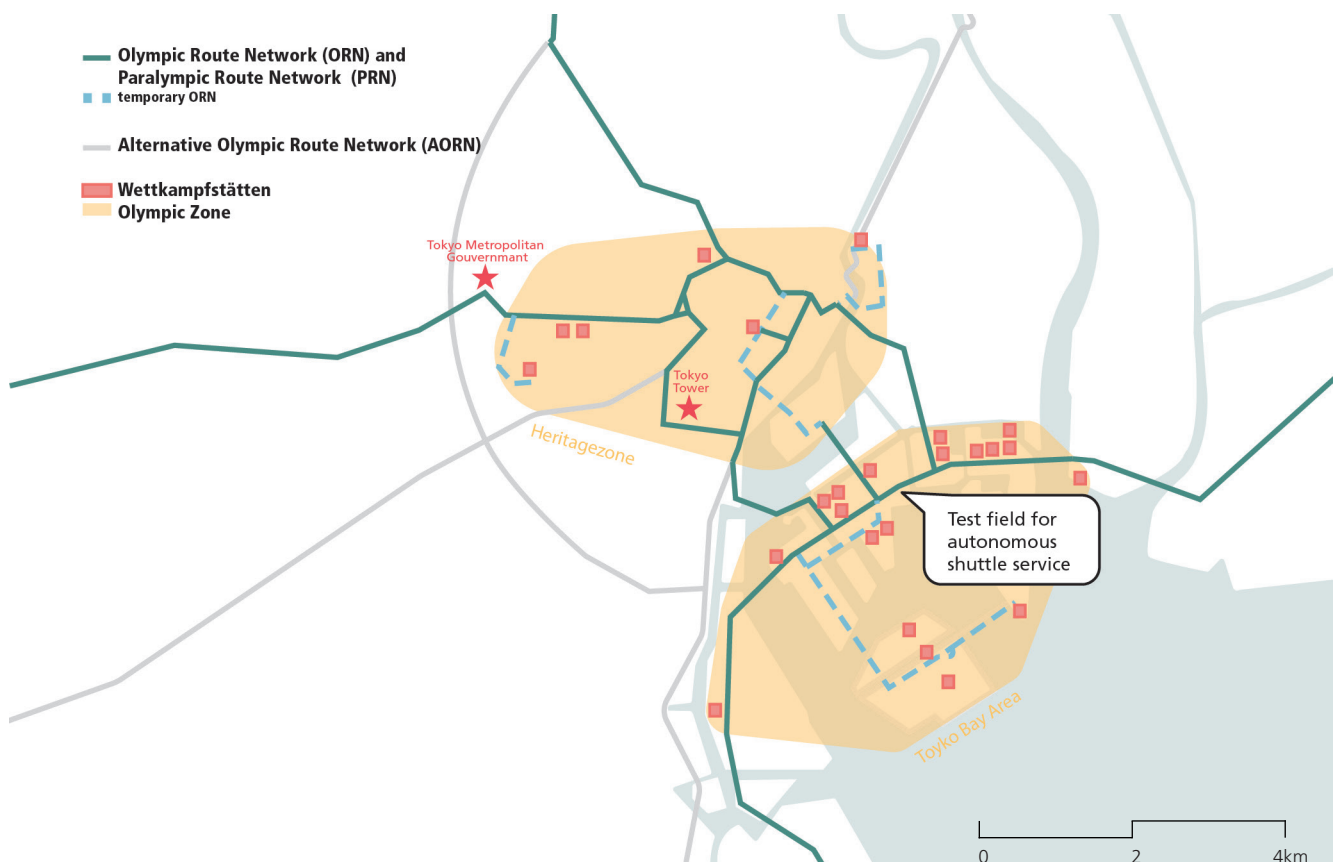 Olympic Route Network (ORN) and
Paralympic Route Network (PRN)
temporary ORN
Alternative Olympic Route Network (AORN)
Wettkampfstätten
Olympic Zone
Tokyo Metropolitan
Gouvernmant
Tokyo
Tower
Heritagezone
Test field for
autonomous
shuttle service
Toyko Bay Area
0 2 4km